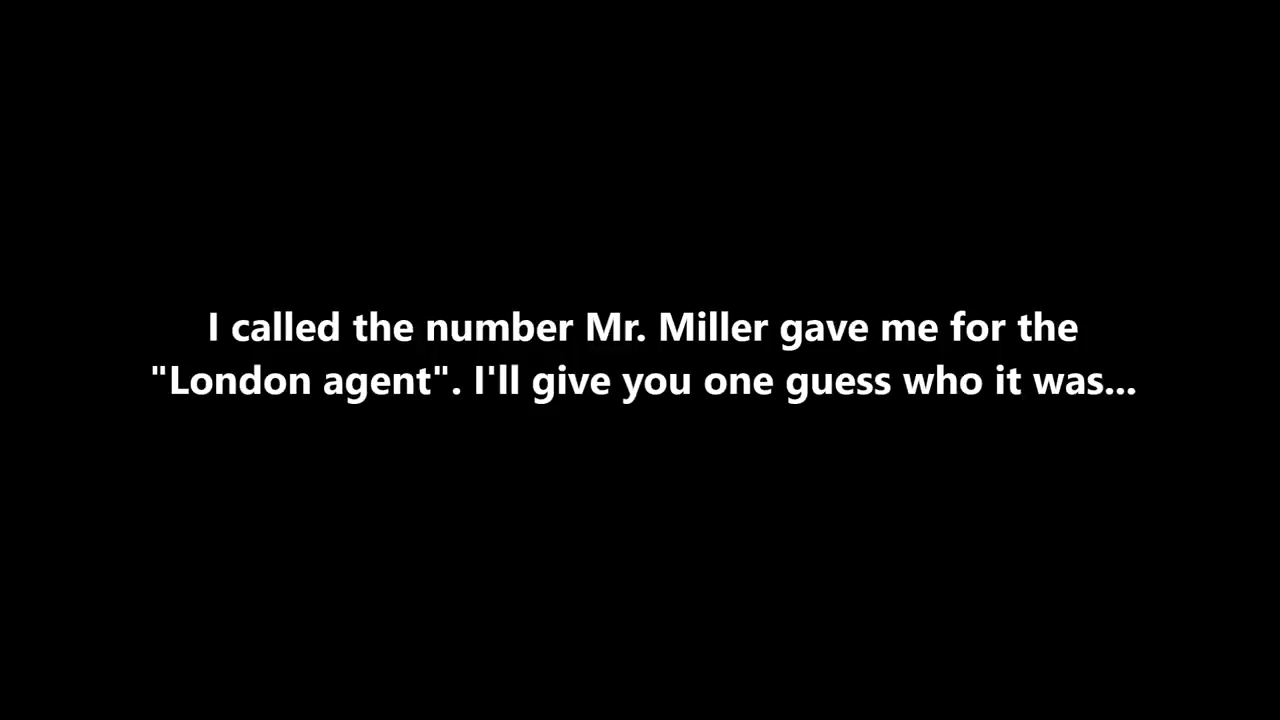 I called the number Mr. Miller gave me for the
"London agent". I'll give you one guess who it was...